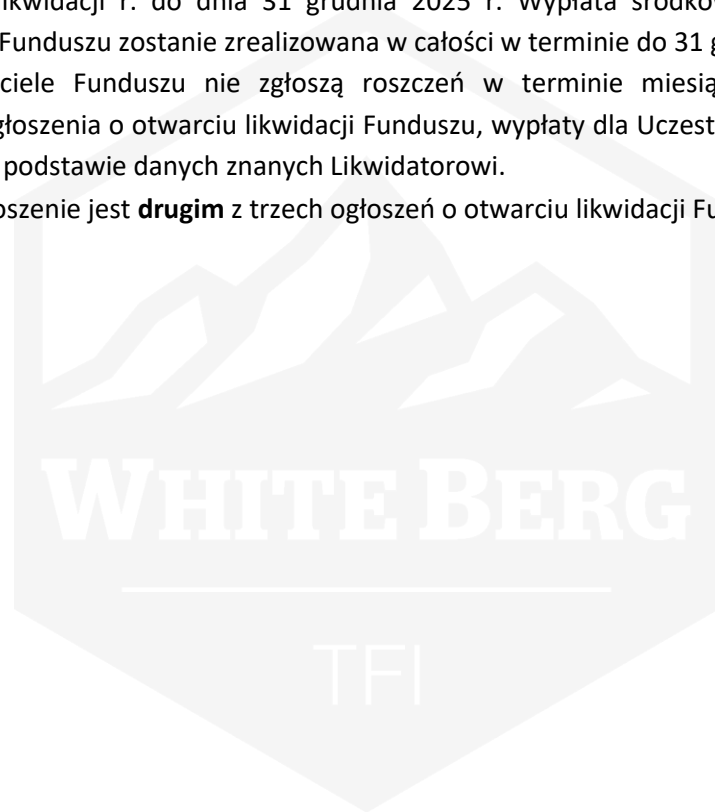 likwidacji r. do dnia 31 grudnia 2025 r. Wypłata środków
Funduszu zostanie zrealizowana w całości w terminie do 31 g
ciele Funduszu nie zgłoszą roszczeń w terminie miesią
głoszenia o otwarciu likwidacji Funduszu, wypłaty dla Uczest
podstawie danych znanych Likwidatorowi.
oszenie jest drugim z trzech ogłoszeń o otwarciu likwidacji Fu
WHITE BERG
TFI